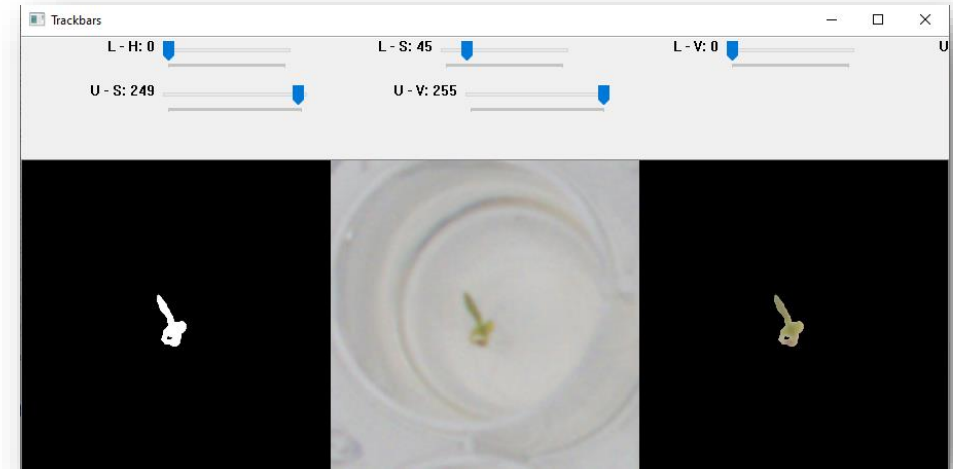 Trackbars
L - H: 0 L - S: 45 L - V: 0 U
U - S: 249 U - V: 255